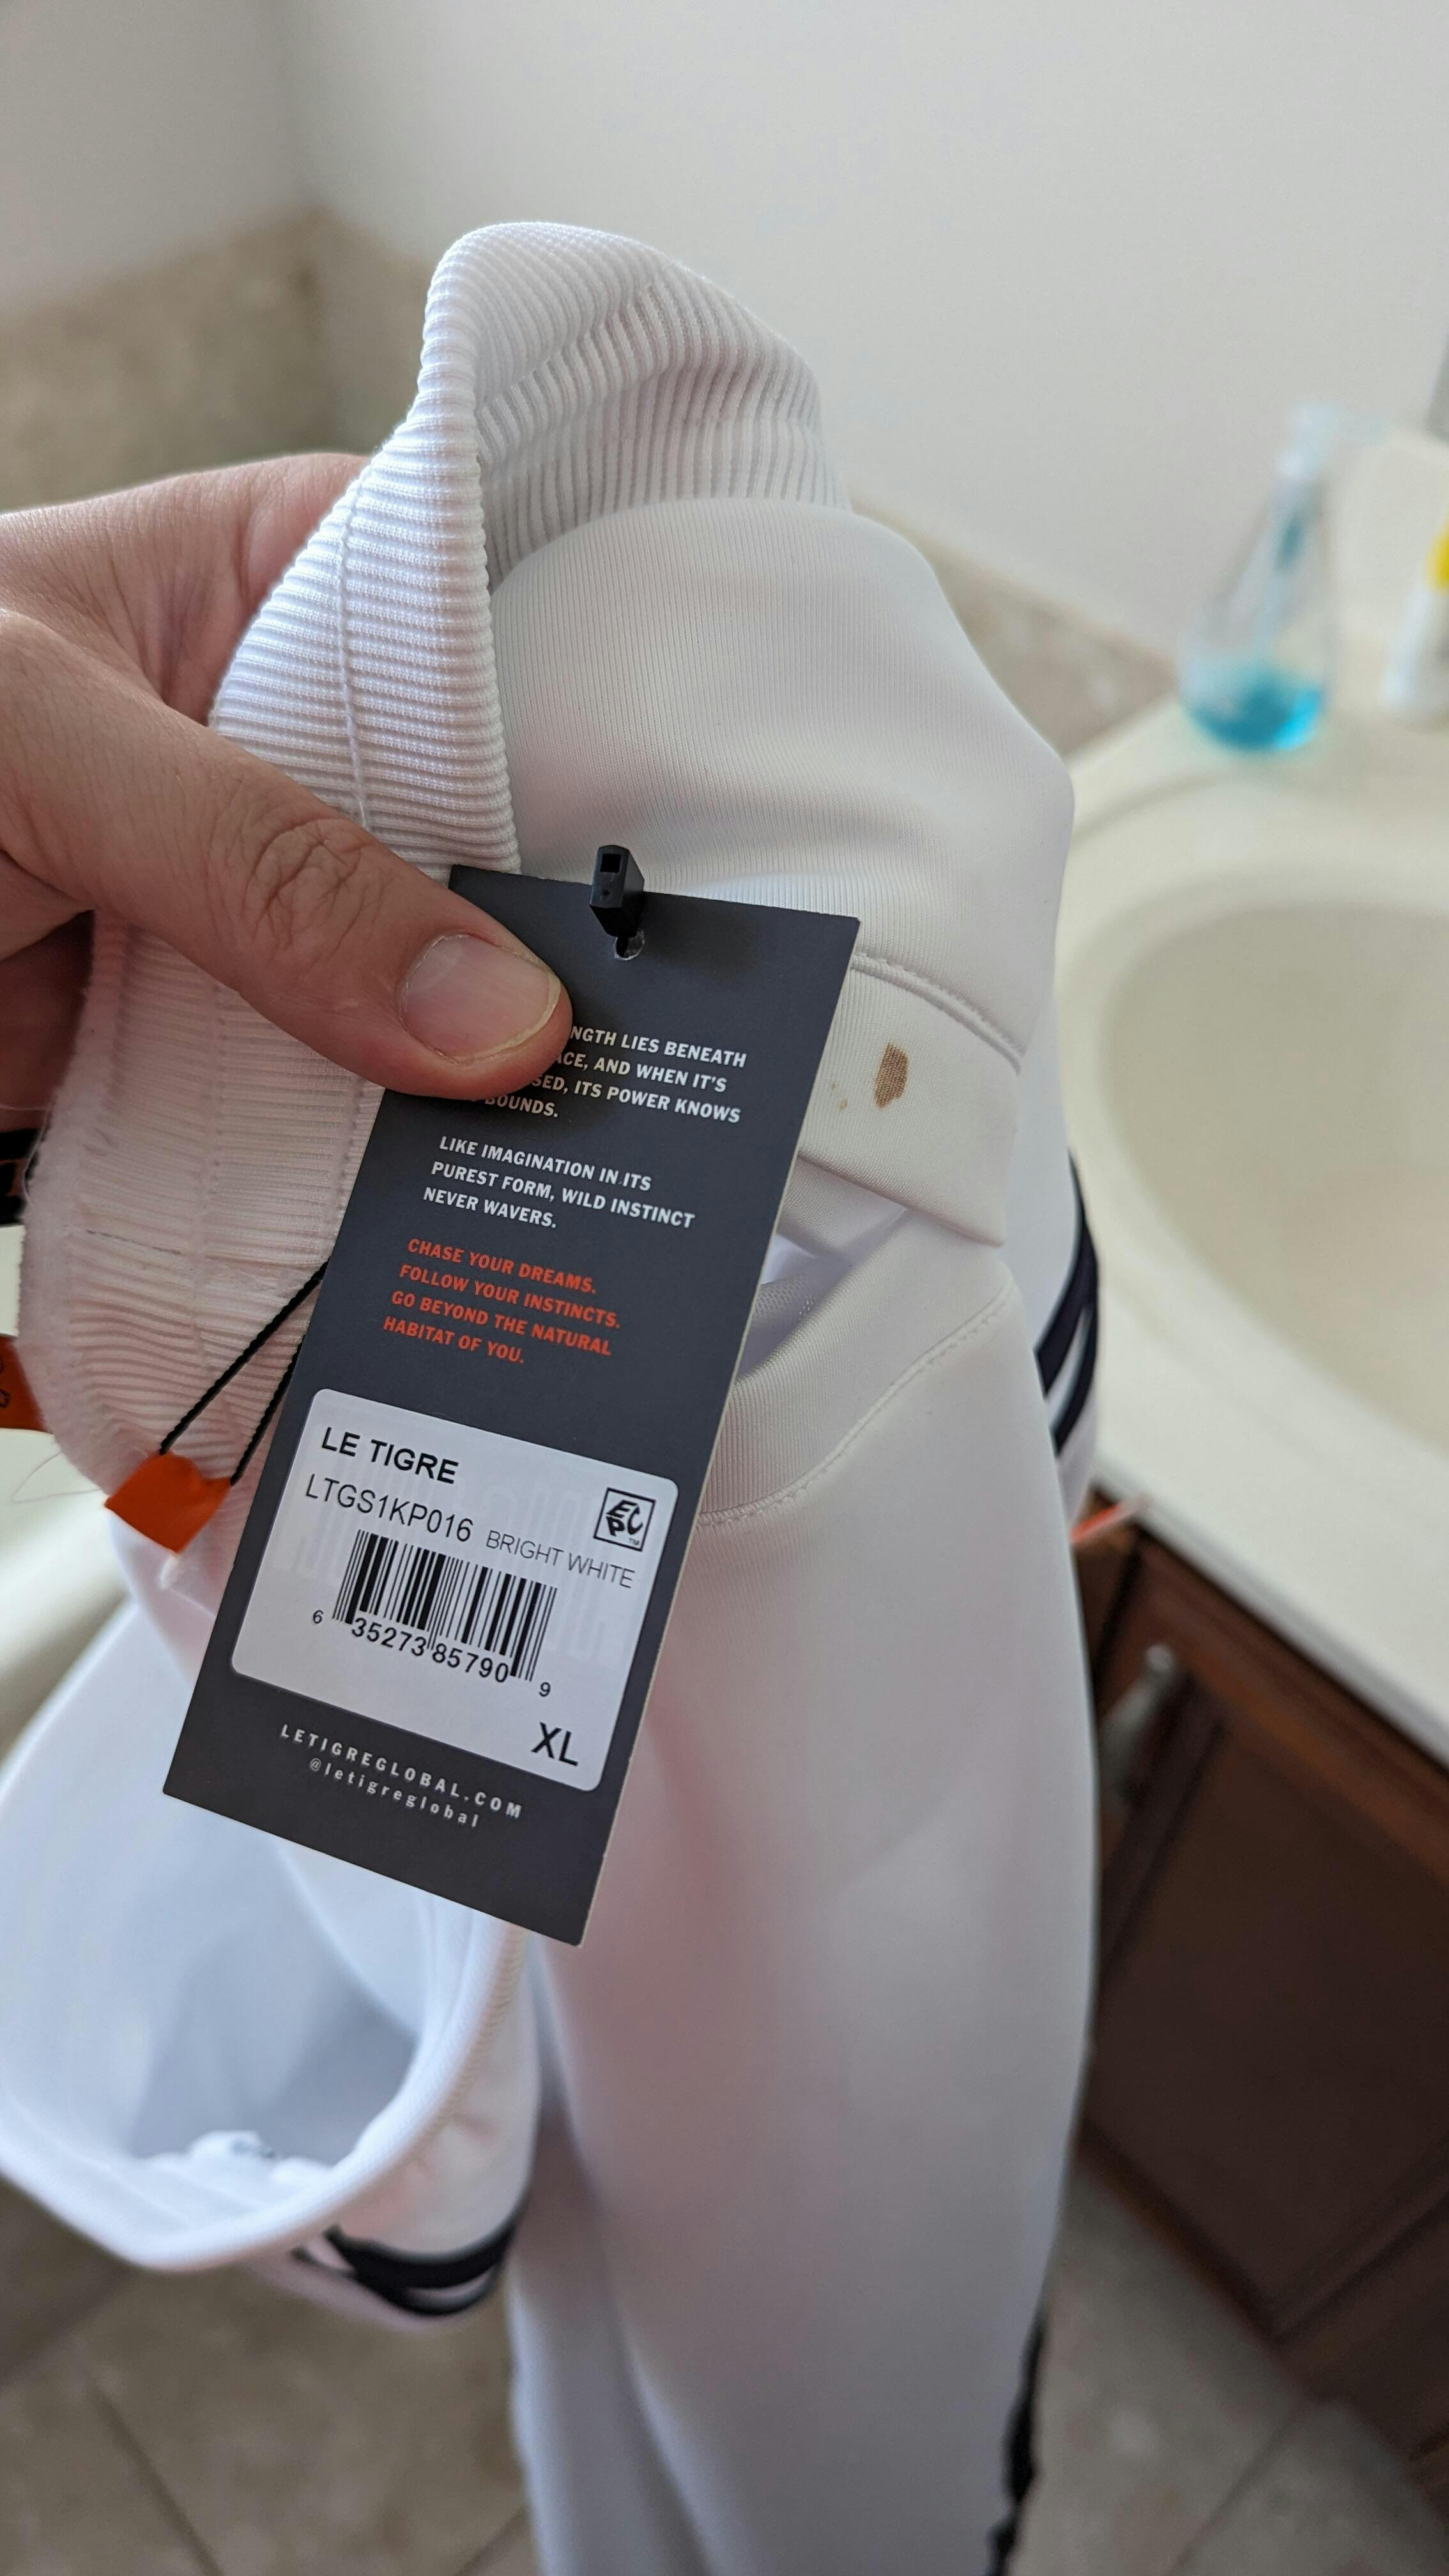 NGTH LIES BENEATH
ACE, AND WHEN IT'S
SED, ITS POWER KNOWS
BOUNDS.
LIKE IMAGINATION IN ITS
PUREST FORM, WILD INSTINCT
NEVER WAVERS.
CHASE YOUR DREAMS.
FOLLOW YOUR INSTINCTS.
GO BEYOND THE NATURAL
HABITAT OF YOU.
LE TIGRE
LTGS1KP016 BRIGHT WHITE
EPC™
6 35273 85790 9
XL
LETIGREGLOBAL.COM
@letigreglobal